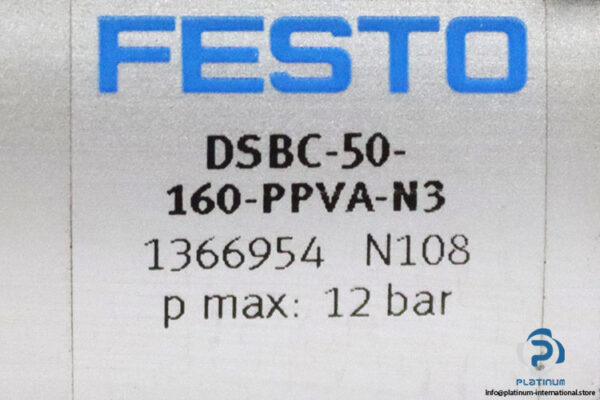 FESTO
DSBC-50-
160-PPVA-N3
1366954 N108
p max: 12 bar
PLATINUM
Info@platinum-international.store